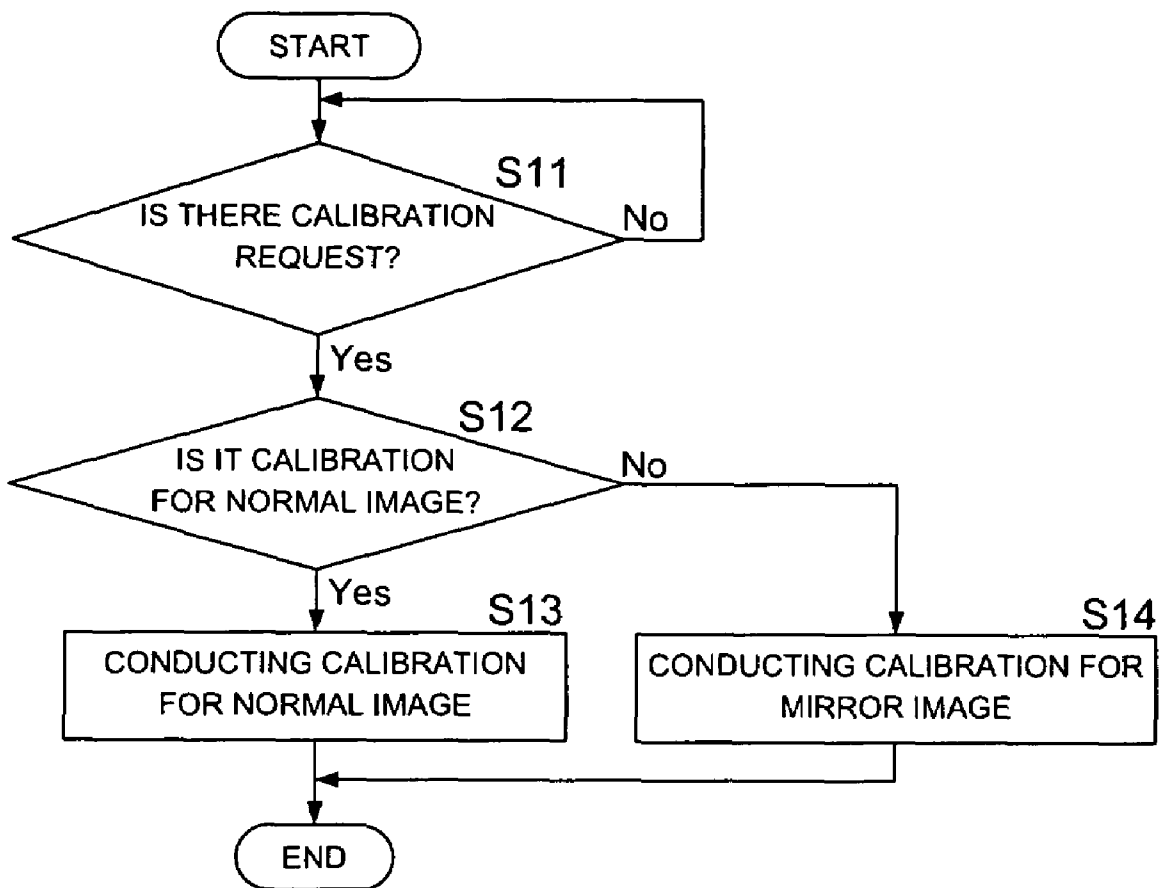 START
S11
IS THERE CALIBRATION
REQUEST?
No
Yes
S12
IS IT CALIBRATION
FOR NORMAL IMAGE?
No
Yes
S13
CONDUCTING CALIBRATION
FOR NORMAL IMAGE
S14
CONDUCTING CALIBRATION FOR
MIRROR IMAGE
END